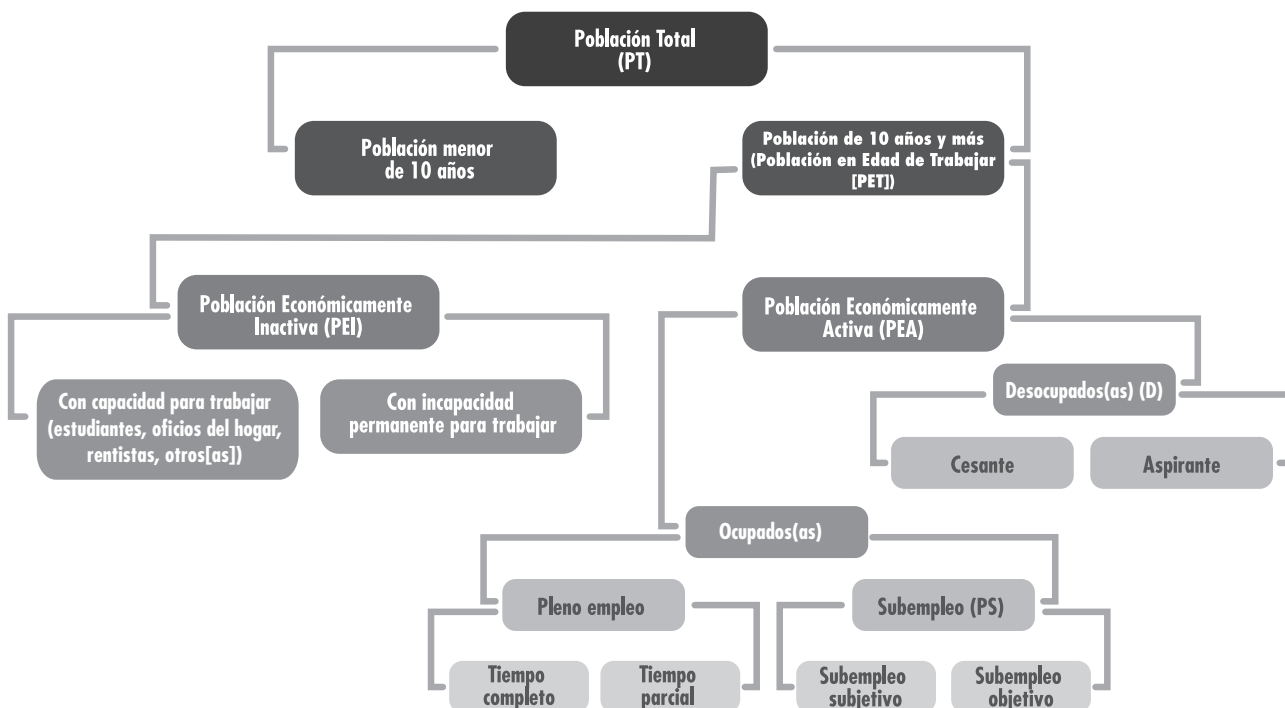 Población Total
(PT)
Población menor
de 10 años
Población de 10 años y más
(Población en Edad de Trabajar
[PET])
Población Económicamente
Inactiva (PEI)
Población Económicamente
Activa (PEA)
Con capacidad para trabajar
(estudiantes, oficios del hogar,
rentistas, otros[as])
Con incapacidad
permanente para trabajar
Desocupados(as) (D)
Cesante
Aspirante
Ocupados(as)
Pleno empleo
Subempleo (PS)
Tiempo
completo
Tiempo
parcial
Subempleo
subjetivo
Subempleo
objetivo